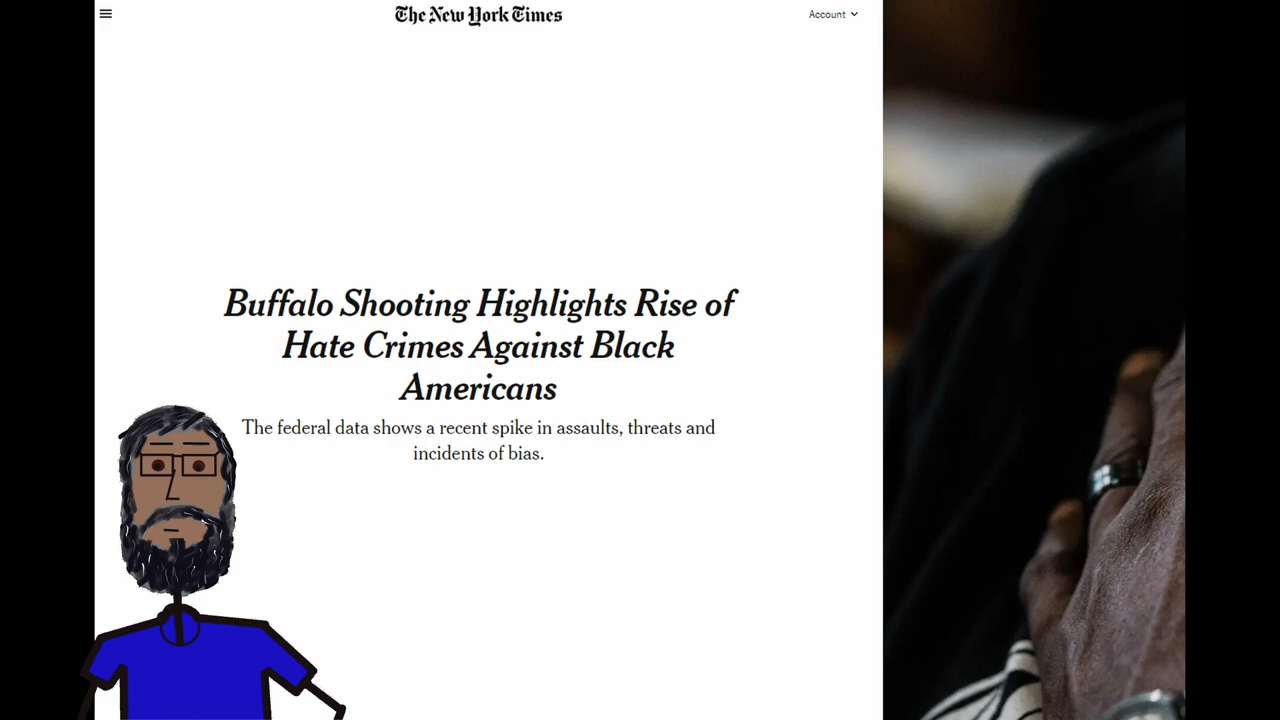 The New York Times
Account
Buffalo Shooting Highlights Rise of
Hate Crimes Against Black
Americans
The federal data shows a recent spike in assaults, threats and
incidents of bias.